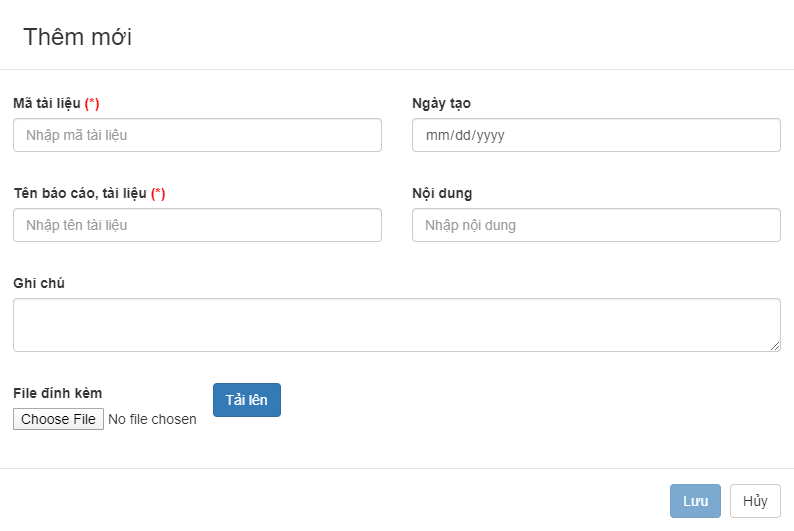 Thêm mới
Mã tài liệu (*)
Ngày tạo
Nhập mã tài liệu
mm/dd/yyyy
Tên báo cáo, tài liệu (*)
Nội dung
Nhập tên tài liệu
Nhập nội dung
Ghi chú
File đính kèm
Tải lên
Choose File No file chosen
Lưu
Hủy